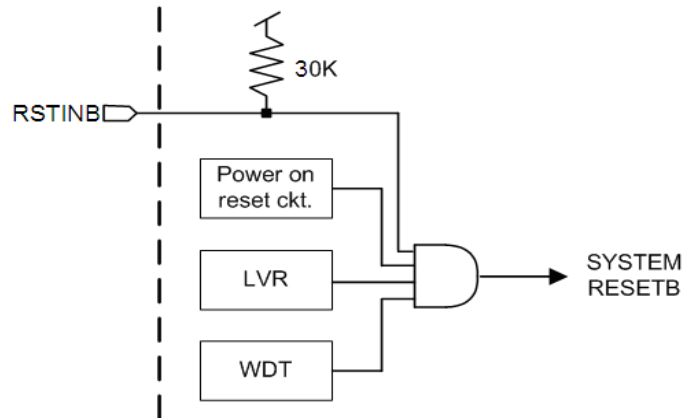 30K
RSTINB
Power on
reset ckt.
LVR
SYSTEM
RESETB
WDT